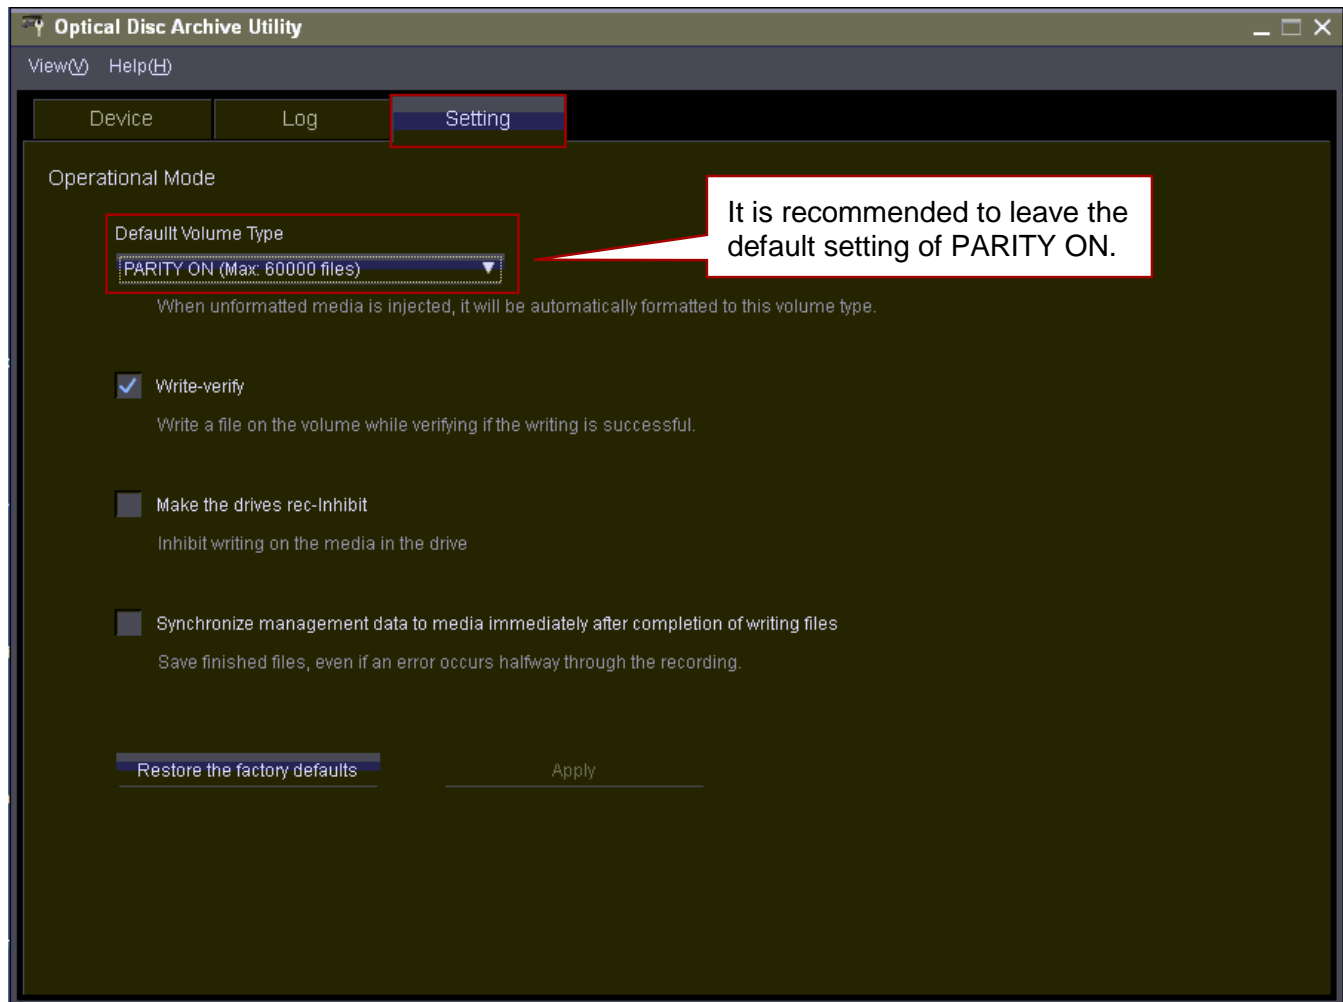 Optical Disc Archive Utility
View(V) Help(H)
Device Log Setting
Operational Mode
It is recommended to leave the
default setting of PARITY ON.
Defaullt Volume Type
PARITY ON (Max: 60000 files)
When unformatted media is injected, it will be automatically formatted to this volume type.
Write-verify
Write a file on the volume while verifying if the writing is successful.
Make the drives rec-Inhibit
Inhibit writing on the media in the drive
Synchronize management data to media immediately after completion of writing files
Save finished files, even if an error occurs halfway through the recording.
Restore the factory defaults Apply